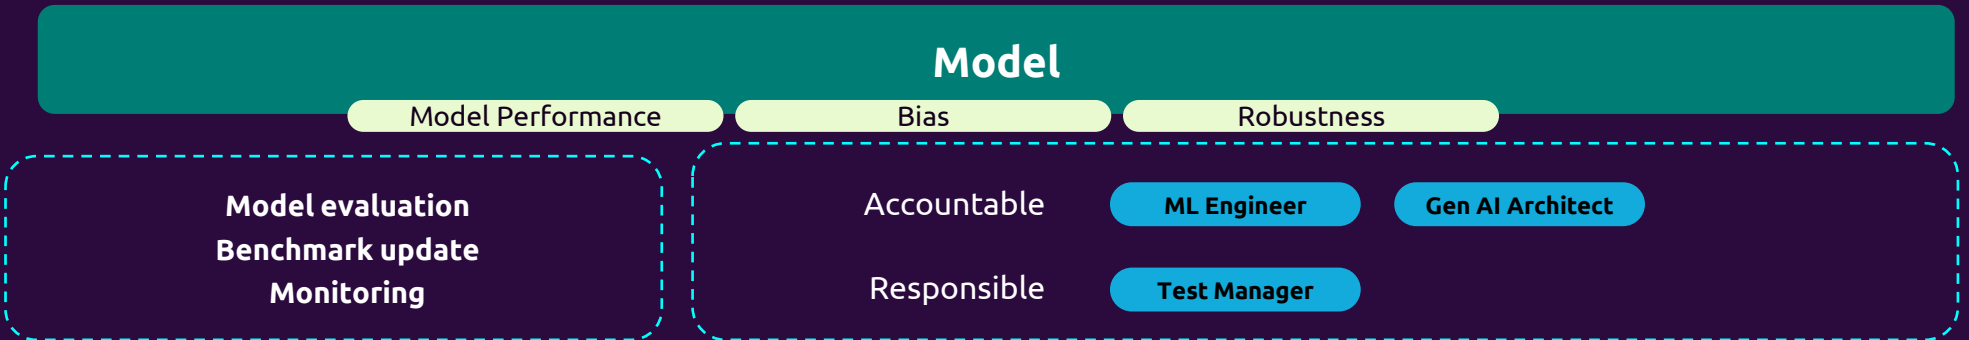 Model
Model Performance
Bias
Robustness
Model evaluation
Benchmark update
Monitoring
Accountable
ML Engineer
Gen AI Architect
Responsible
Test Manager